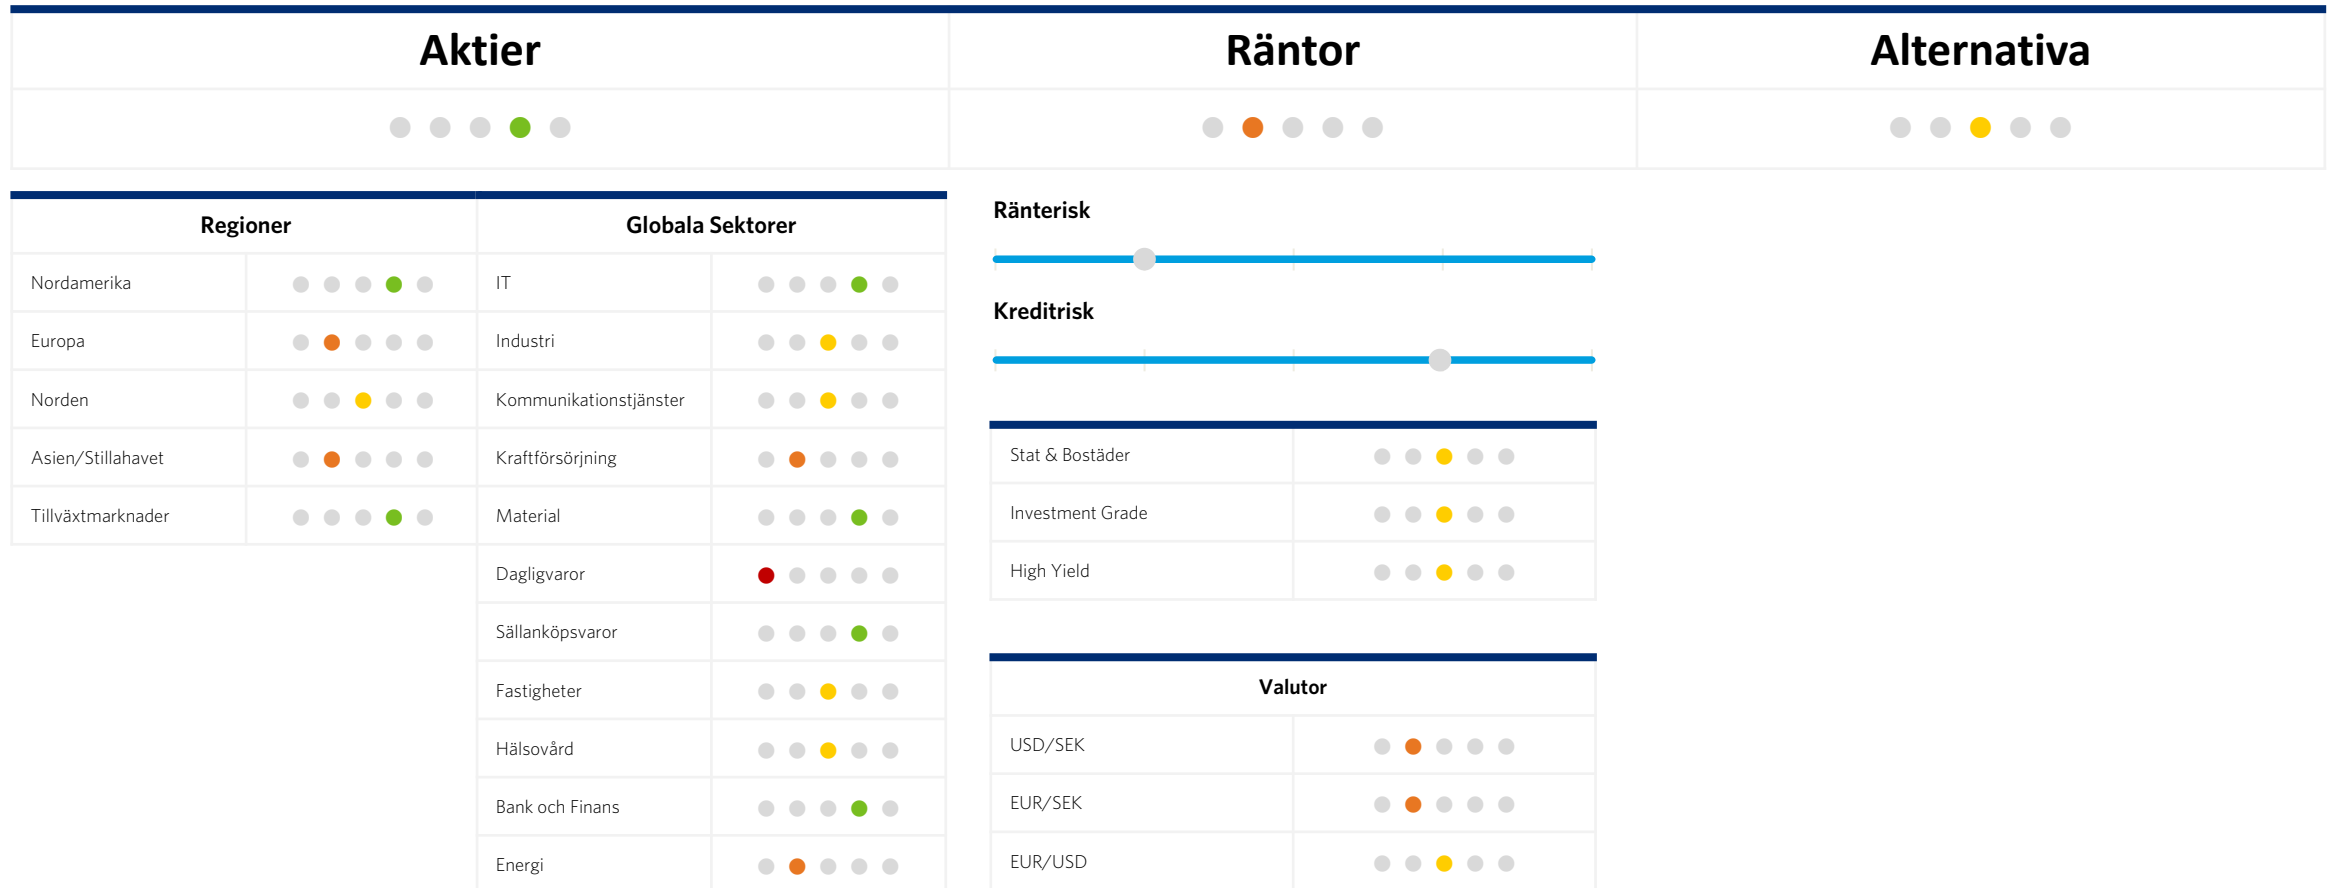 Aktier
Räntor
Alternativa
Regioner
Globala Sektorer
Nordamerika
IT
Europa
Industri
Norden
Kommunikationstjänster
Asien/Stillahavet
Kraftförsörjning
Tillväxtmarknader
Material
Dagligvaror
Sällanköpsvaror
Fastigheter
Hälsovård
Bank och Finans
Energi
Ränterisk
Kreditrisk
Stat & Bostäder
Investment Grade
High Yield
Valutor
USD/SEK
EUR/SEK
EUR/USD